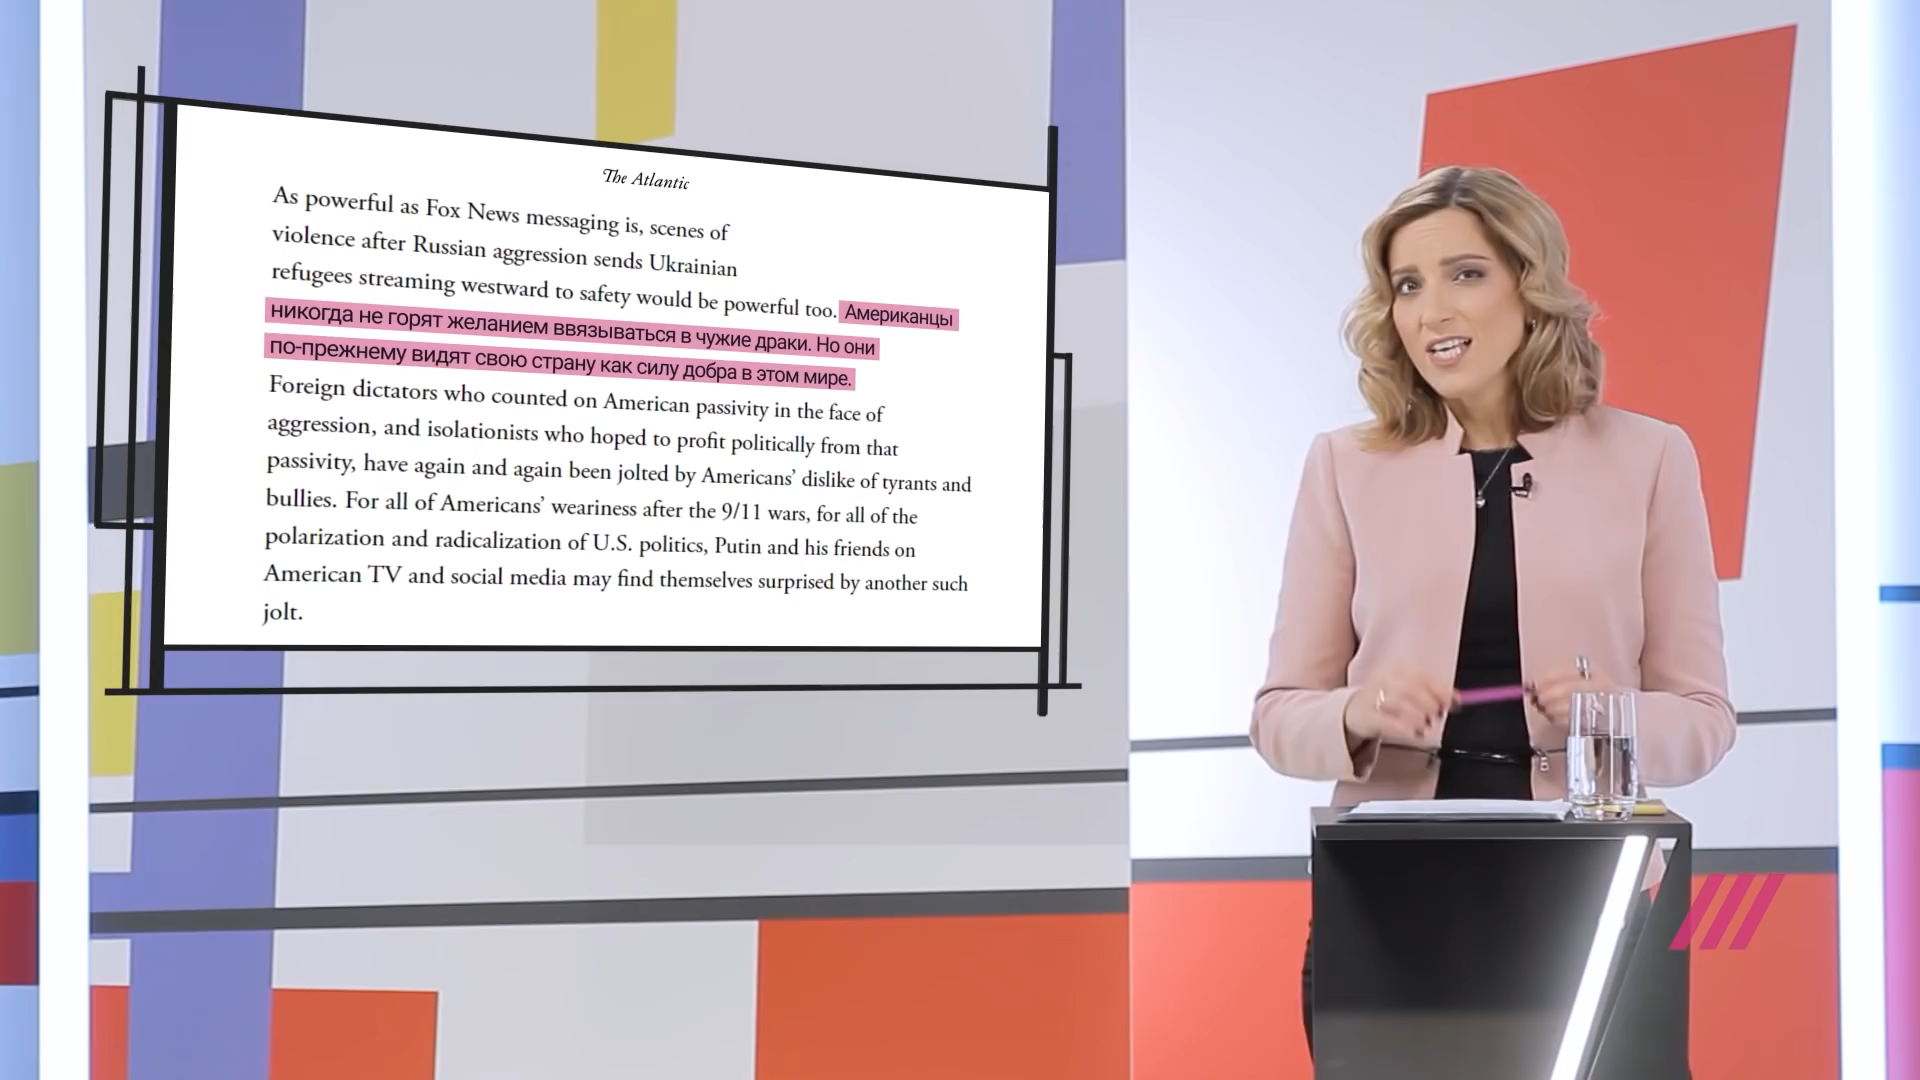 The Atlantic
As powerful as Fox News messaging is, scenes of
violence after Russian aggression sends Ukrainian
refugees streaming westward to safety would be powerful too. Американцы
никогда не горят желанием ввязываться в чужие драки. Но они
по-прежнему видят свою страну как силу добра в этом мире.
Foreign dictators who counted on American passivity in the face of
aggression, and isolationists who hoped to profit politically from that
passivity, have again and again been jolted by Americans’ dislike of tyrants and
bullies. For all of Americans’ weariness after the 9/11 wars, for all of the
polarization and radicalization of U.S. politics, Putin and his friends on
American TV and social media may find themselves surprised by another such
jolt.